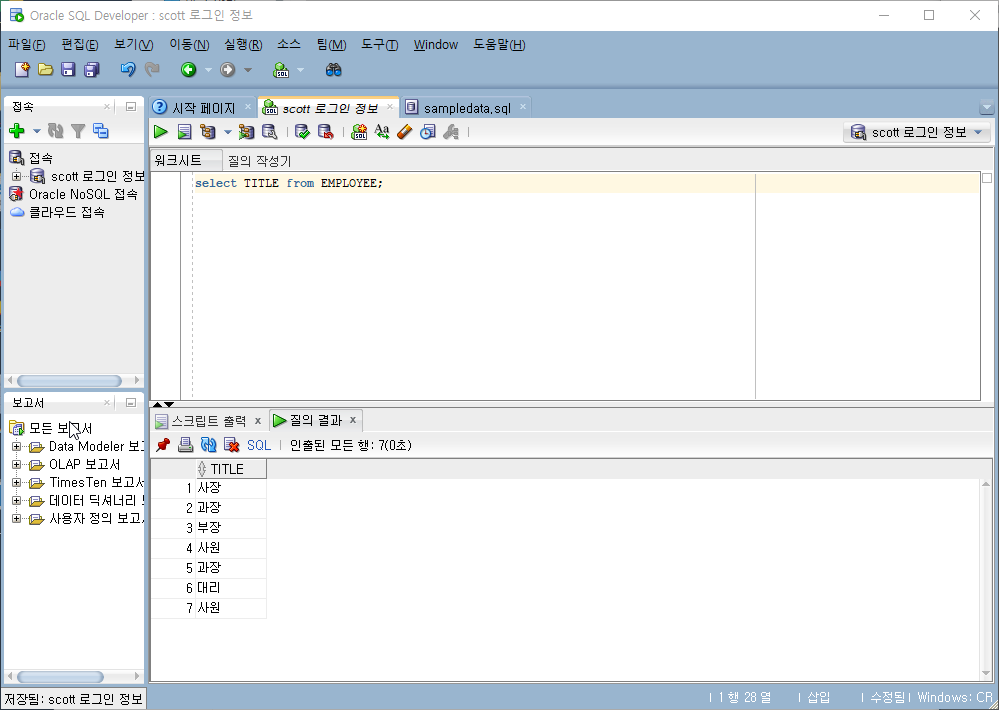 Oracle SQL Developer : scott 로그인 정보
파일(F) 편집(E) 보기(V) 이동(N) 실행(R) 소스 팀(M) 도구(T) Window 도움말(H)
접속
시작 페이지 scott 로그인 정보 sampledata.sql
scott 로그인 정보
워크시트 질의 작성기
접속
scott 로그인 정보
Oracle NoSQL 접속
클라우드 접속
select TITLE from EMPLOYEE;
보고서
모든 보고서
Data Modeler 보고
OLAP 보고서
TimesTen 보고서
데이터 딕셔너리
사용자 정의 보고서
스크립트 출력 x 질의 결과 x
SQL | 인출된 모든 행: 7(0초)
TITLE
1 사장
2 과장
3 부장
4 사원
5 과장
6 대리
7 사원
저장됨: scott 로그인 정보
1 행 28 열 | 삽입 | 수정됨 | Windows: CR